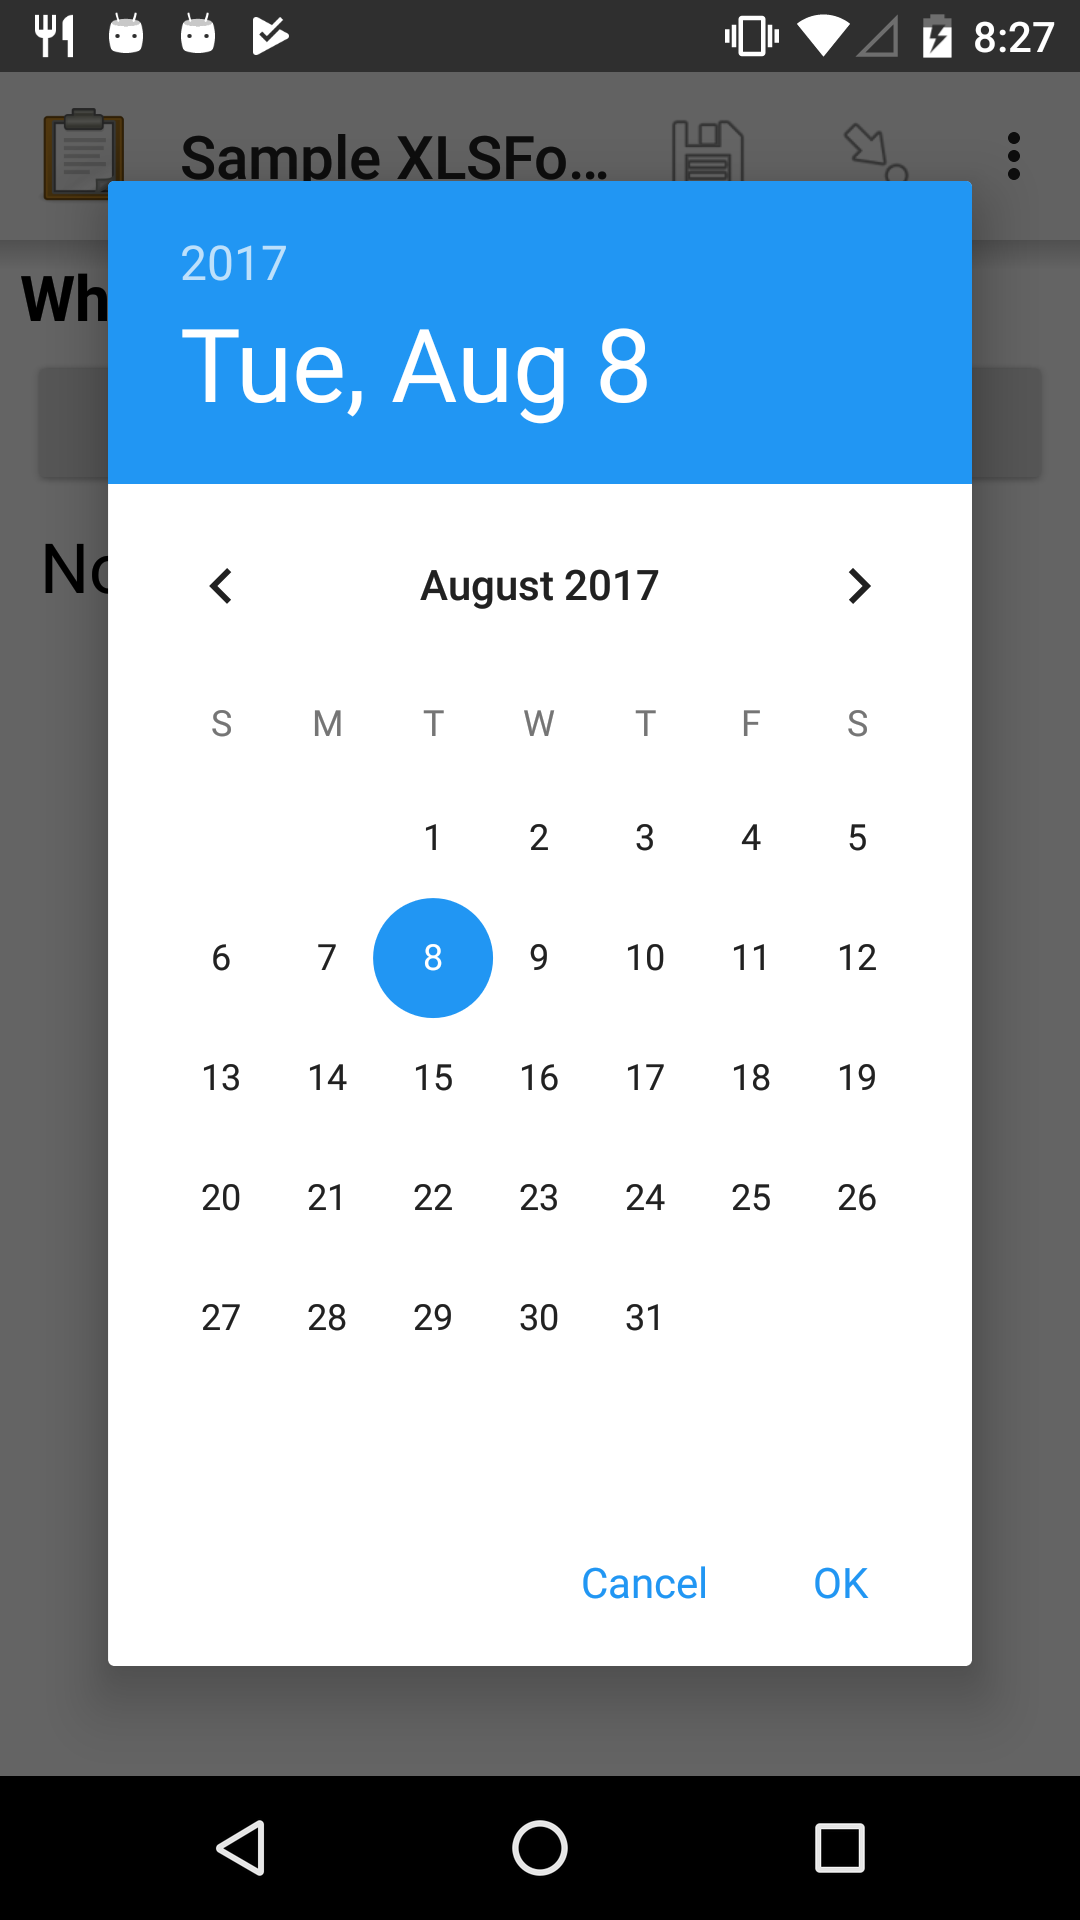 8:27
Sample XLSFo...
Wh
2017
Tue, Aug 8
No
August 2017
S M T W T F S
1 2 3 4 5
6 7 8 9 10 11 12
13 14 15 16 17 18 19
20 21 22 23 24 25 26
27 28 29 30 31
Cancel OK